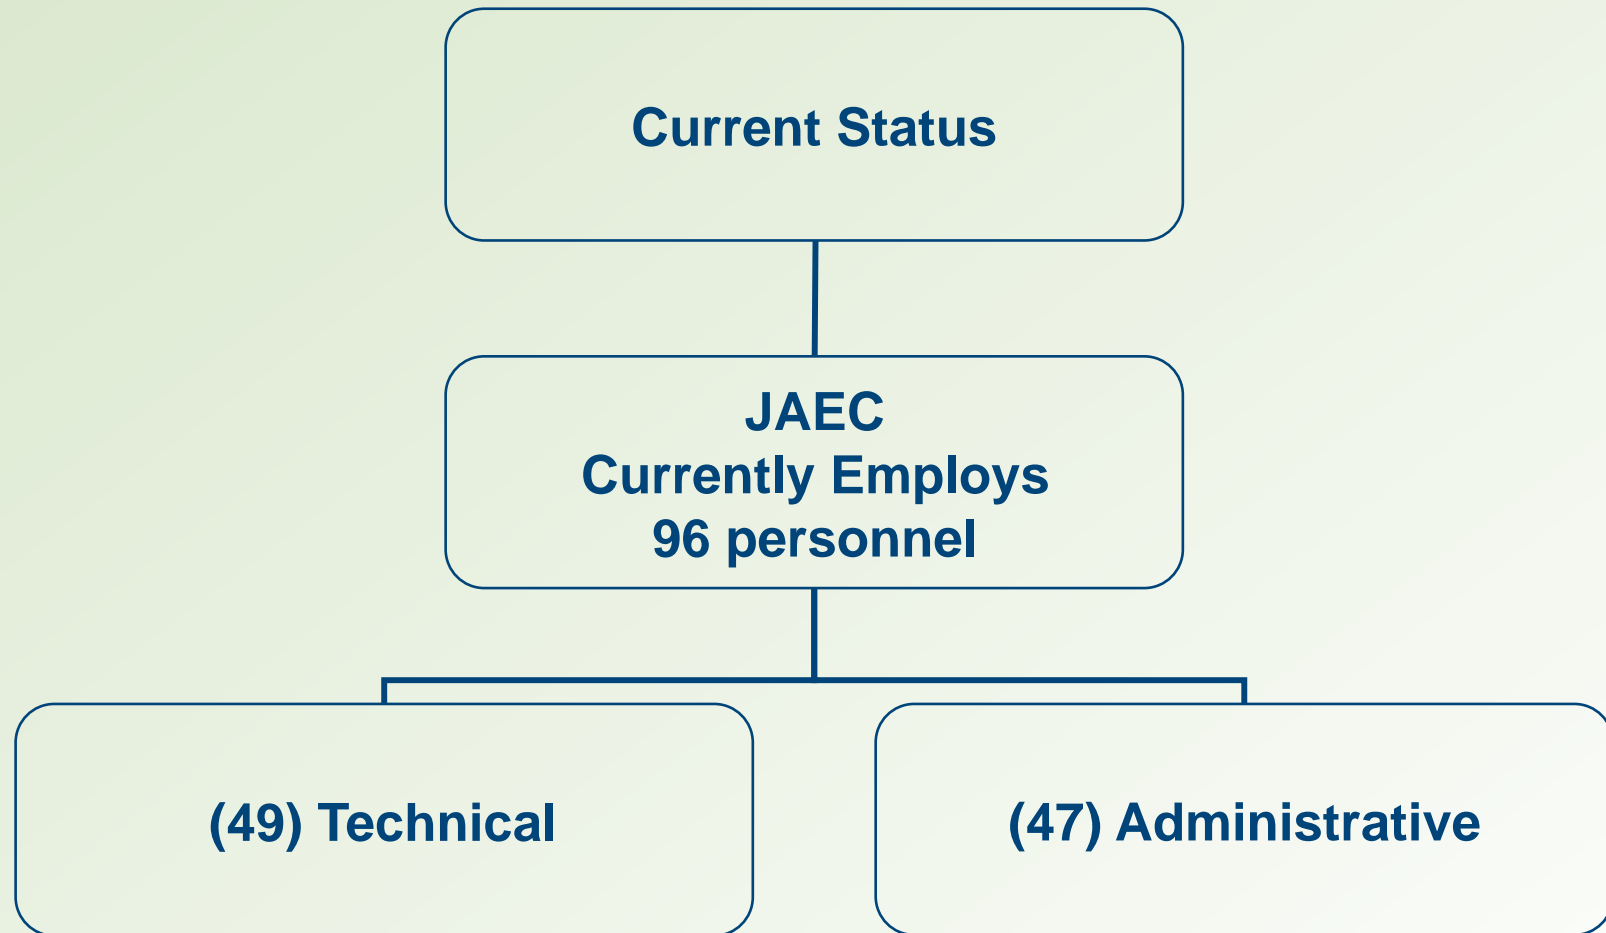 Current Status
JAEC
Currently Employs
96 personnel
(49) Technical
(47) Administrative